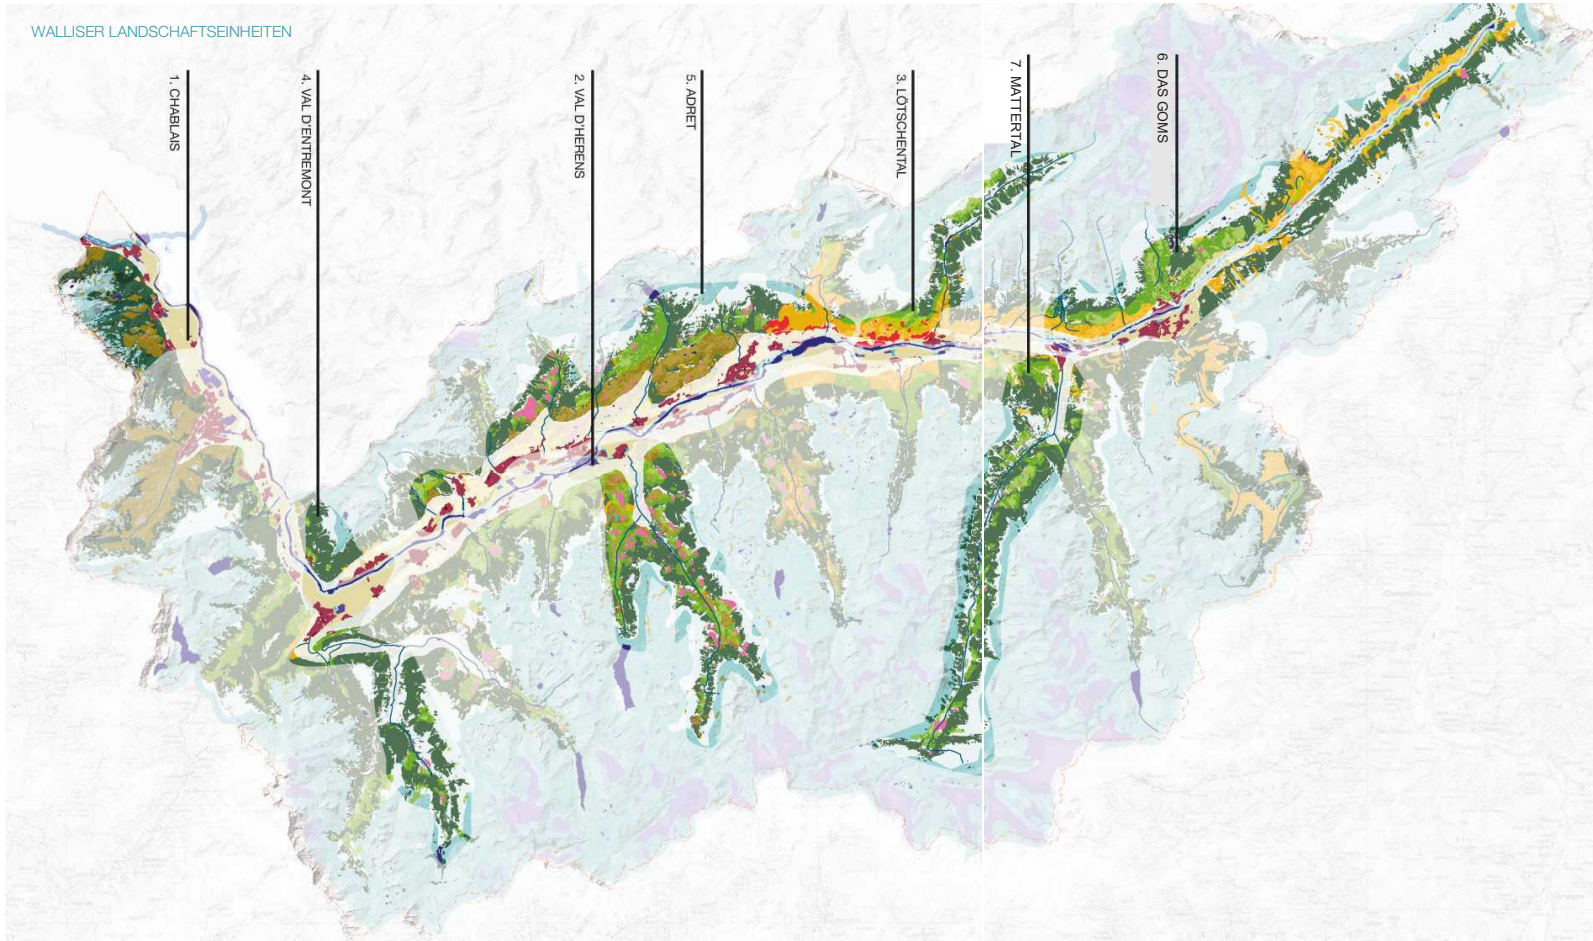 WALLISER LANDSCHAFTSEINHEITEN
1. CHABLAIS
4. VAL D'ENTREMONT
2. VAL D'HERENS
5. ADRET
3. LÖTSCHENTAL
7. MATTERTAL
6. DAS GOMS